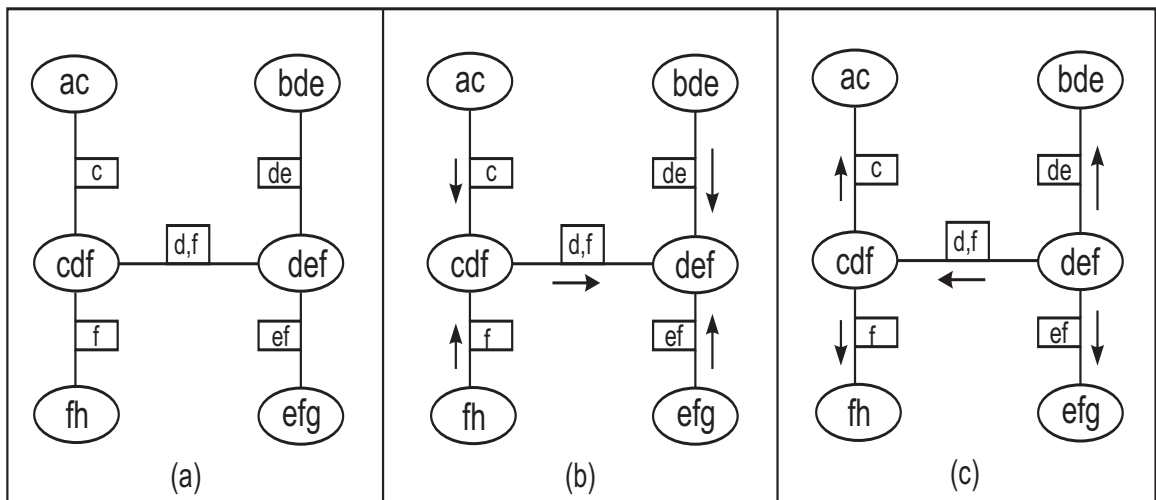 ac
bde
c
de
cdf
d,f
def
f
ef
fh
efg
(a)
ac
bde
c
de
cdf
d,f
def
f
ef
fh
efg
(b)
ac
bde
c
de
cdf
d,f
def
f
ef
fh
efg
(c)